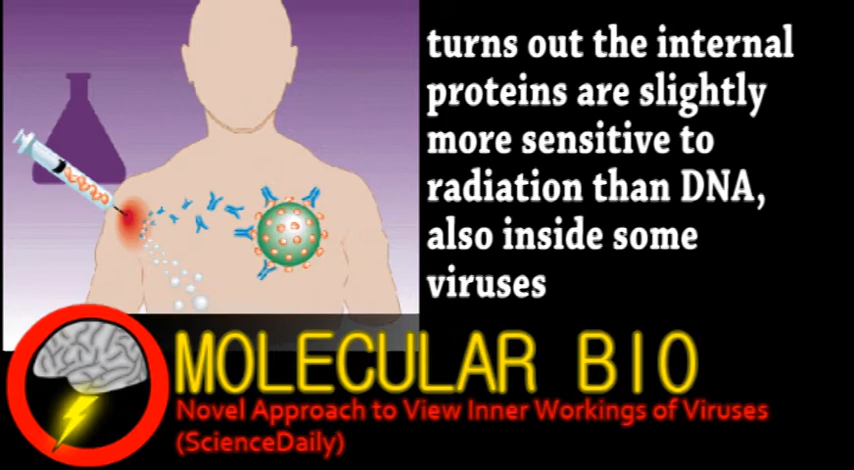 turns out the internal
proteins are slightly
more sensitive to
radiation than DNA,
also inside some
viruses
MOLECULAR BIO
Novel Approach to View Inner Workings of Viruses
(ScienceDaily)